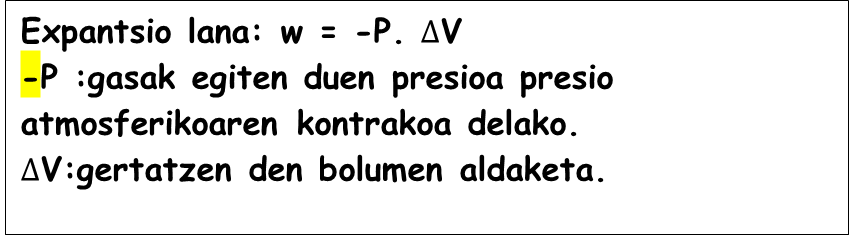 Expantsio lana: w = -P. ΔV
-P :gasak egiten duen presioa presio
atmosferikoaren kontrakoa delako.
ΔV:gertatzen den bolumen aldaketa.